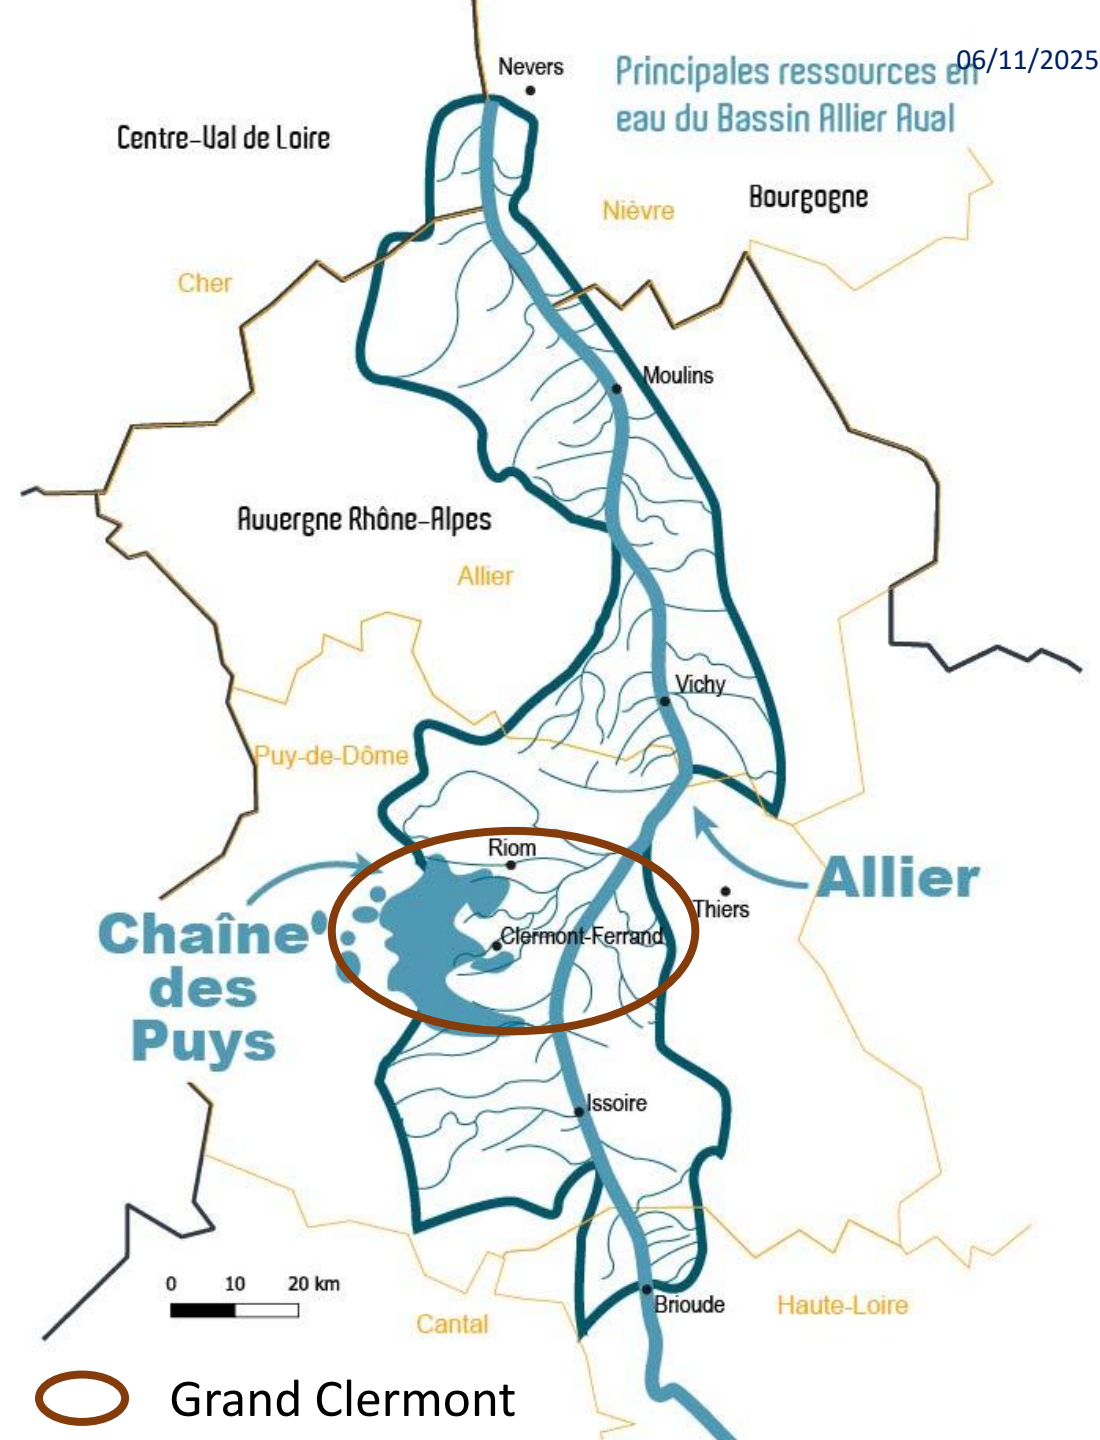 06/11/2025
Principales ressources en
eau du Bassin Allier Aval
Nevers
Centre-Val de Loire
Bourgogne
Nièvre
Cher
Moulins
Auvergne Rhône-Alpes
Allier
Vichy
Puy-de-Dôme
Riom
Allier
Thiers
Chaîne
des
Puys
Clermont-Ferrand
Issoire
0 10 20 km
Brioude
Haute-Loire
Cantal
Grand Clermont